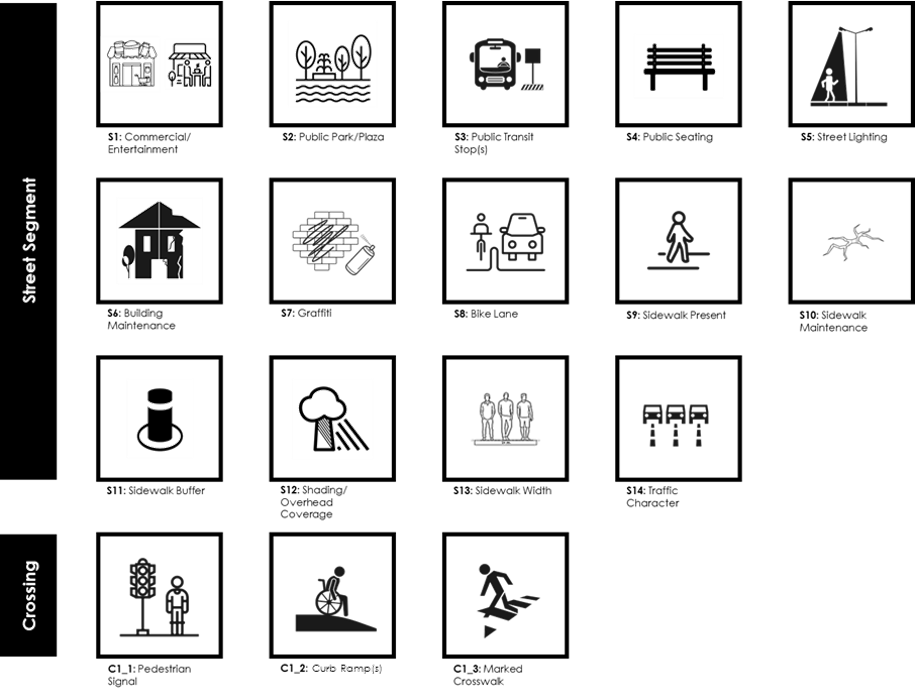 Street Segment
S1: Commercial/
Entertainment
S2: Public Park/Plaza
S3: Public Transit
Stop(s)
S4: Public Seating
S5: Street Lighting
S6: Building
Maintenance
S7: Graffiti
S8: Bike Lane
S9: Sidewalk Present
S10: Sidewalk
Maintenance
S11: Sidewalk Buffer
S12: Shading/
Overhead
Coverage
S13: Sidewalk Width
S14: Traffic
Character
Crossing
C1_1: Pedestrian
Signal
C1_2: Curb Ramp(s)
C1_3: Marked
Crosswalk